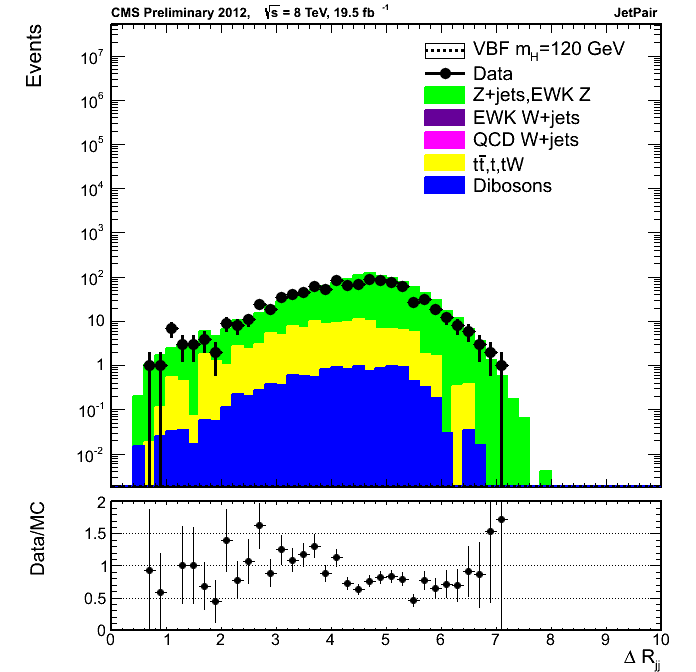 CMS Preliminary 2012, √s = 8 TeV, 19.5 fb⁻¹ JetPair
Events
VBF m_H=120 GeV
Data
Z+jets,EWK Z
EWK W+jets
QCD W+jets
tt̄,t,tW
Dibosons
10⁷
10⁶
10⁵
10⁴
10³
10²
10
1
10⁻¹
10⁻²
Data/MC
2
1.5
1
0.5
0
0 1 2 3 4 5 6 7 8 9 10
Δ R_jj